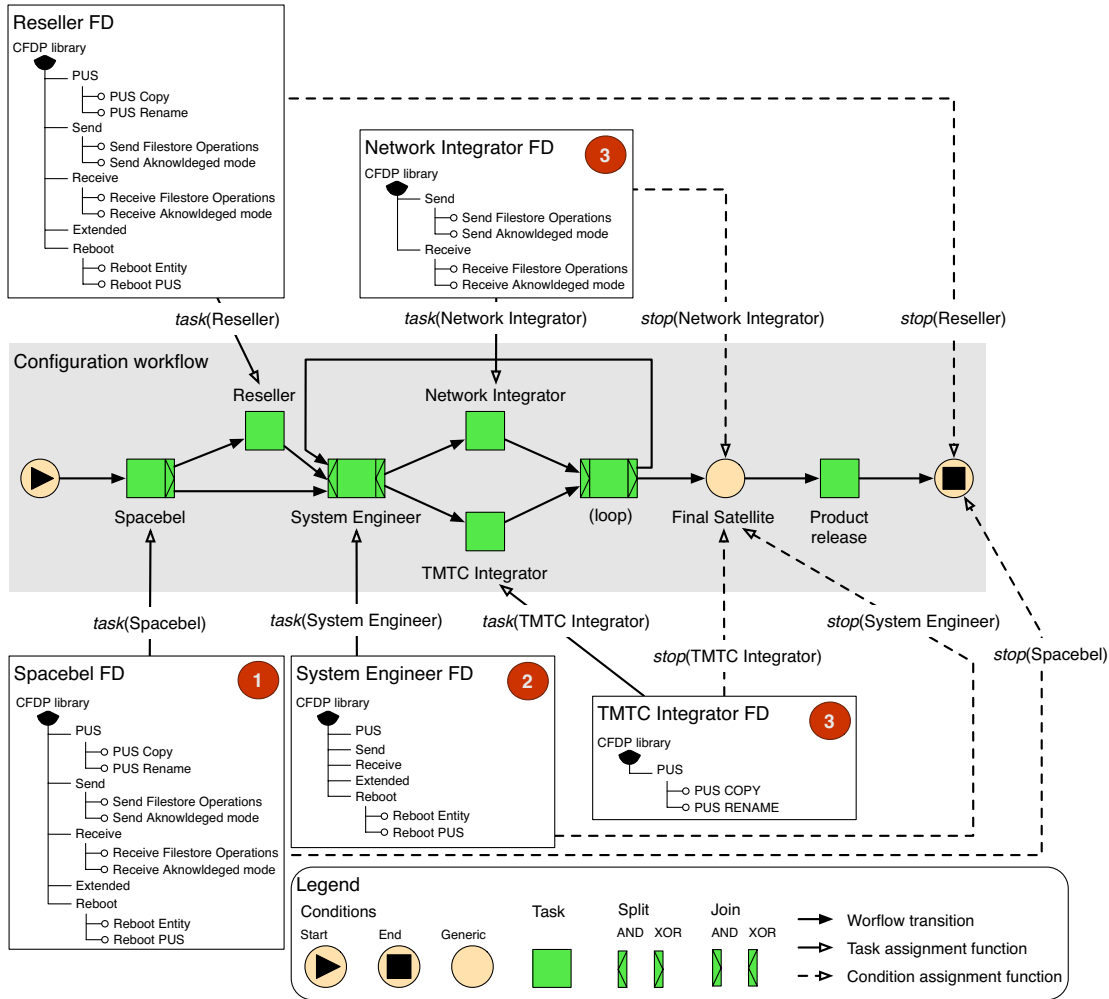 Reseller FD
CFDP library
PUS
PUS Copy
PUS Rename
Send
Send Filestore Operations
Send Aknowldeged mode
Receive
Receive Filestore Operations
Receive Aknowldeged mode
Extended
Reboot
Reboot Entity
Reboot PUS
Network Integrator FD
3
CFDP library
Send
Send Filestore Operations
Send Aknowldeged mode
Receive
Receive Filestore Operations
Receive Aknowldeged mode
task(Reseller)
task(Network Integrator)
stop(Network Integrator)
stop(Reseller)
Configuration workflow
Reseller
Network Integrator
Spacebel
System Engineer
(loop)
Final Satellite
Product
release
TMTC Integrator
task(Spacebel)
task(System Engineer)
task(TMTC Integrator)
stop(System Engineer)
stop(TMTC Integrator)
stop(Spacebel)
Spacebel FD
1
CFDP library
PUS
PUS Copy
PUS Rename
Send
Send Filestore Operations
Send Aknowldeged mode
Receive
Receive Filestore Operations
Receive Aknowldeged mode
Extended
Reboot
Reboot Entity
Reboot PUS
System Engineer FD
2
CFDP library
PUS
Send
Receive
Extended
Reboot
Reboot Entity
Reboot PUS
TMTC Integrator FD
3
CFDP library
PUS
PUS COPY
PUS RENAME
Legend
Conditions
Start
End
Generic
Task
Split
AND
XOR
Join
AND
XOR
Worflow transition
Task assignment function
Condition assignment function